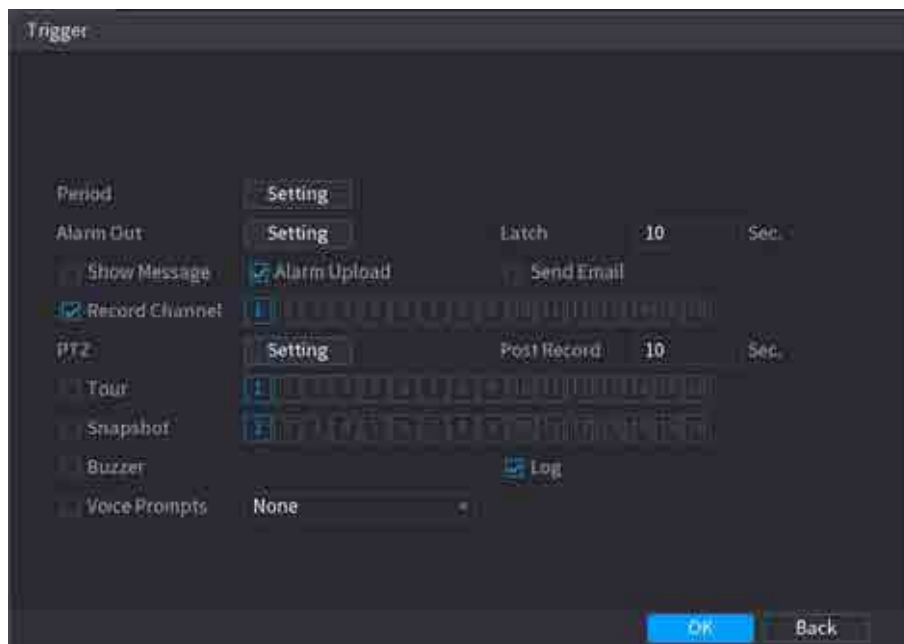 Trigger
Period Setting
Alarm Out Setting Latch 10 Sec.
Show Message Alarm Upload Send Email
Record Channel 1
PTZ Setting Post Record 10 Sec.
Tour 1
Snapshot 1
Buzzer Log
Voice Prompts None
OK Back